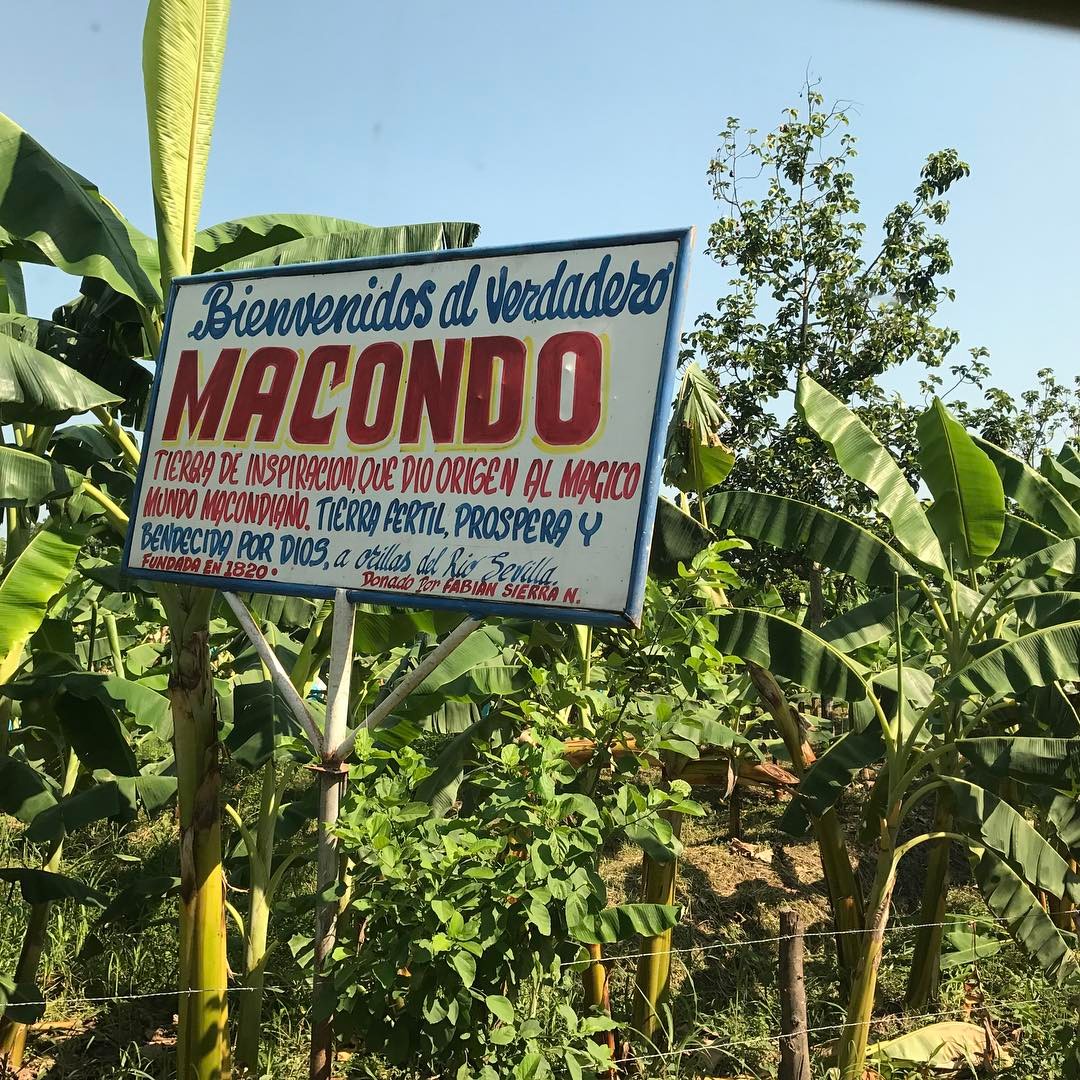 Bienvenidos al verdadero
MACONDO
TIERRA DE INSPIRACION, QUE DIO ORIGEN AL MAGICO
MUNDO MACONDIANO. TIERRA FERTIL, PROSPERA Y
BENDECIDA POR DIOS, a orillas del Rio Sevilla.
FUNDADA EN 1820.
Donado Por FABIAN SIERRA N.